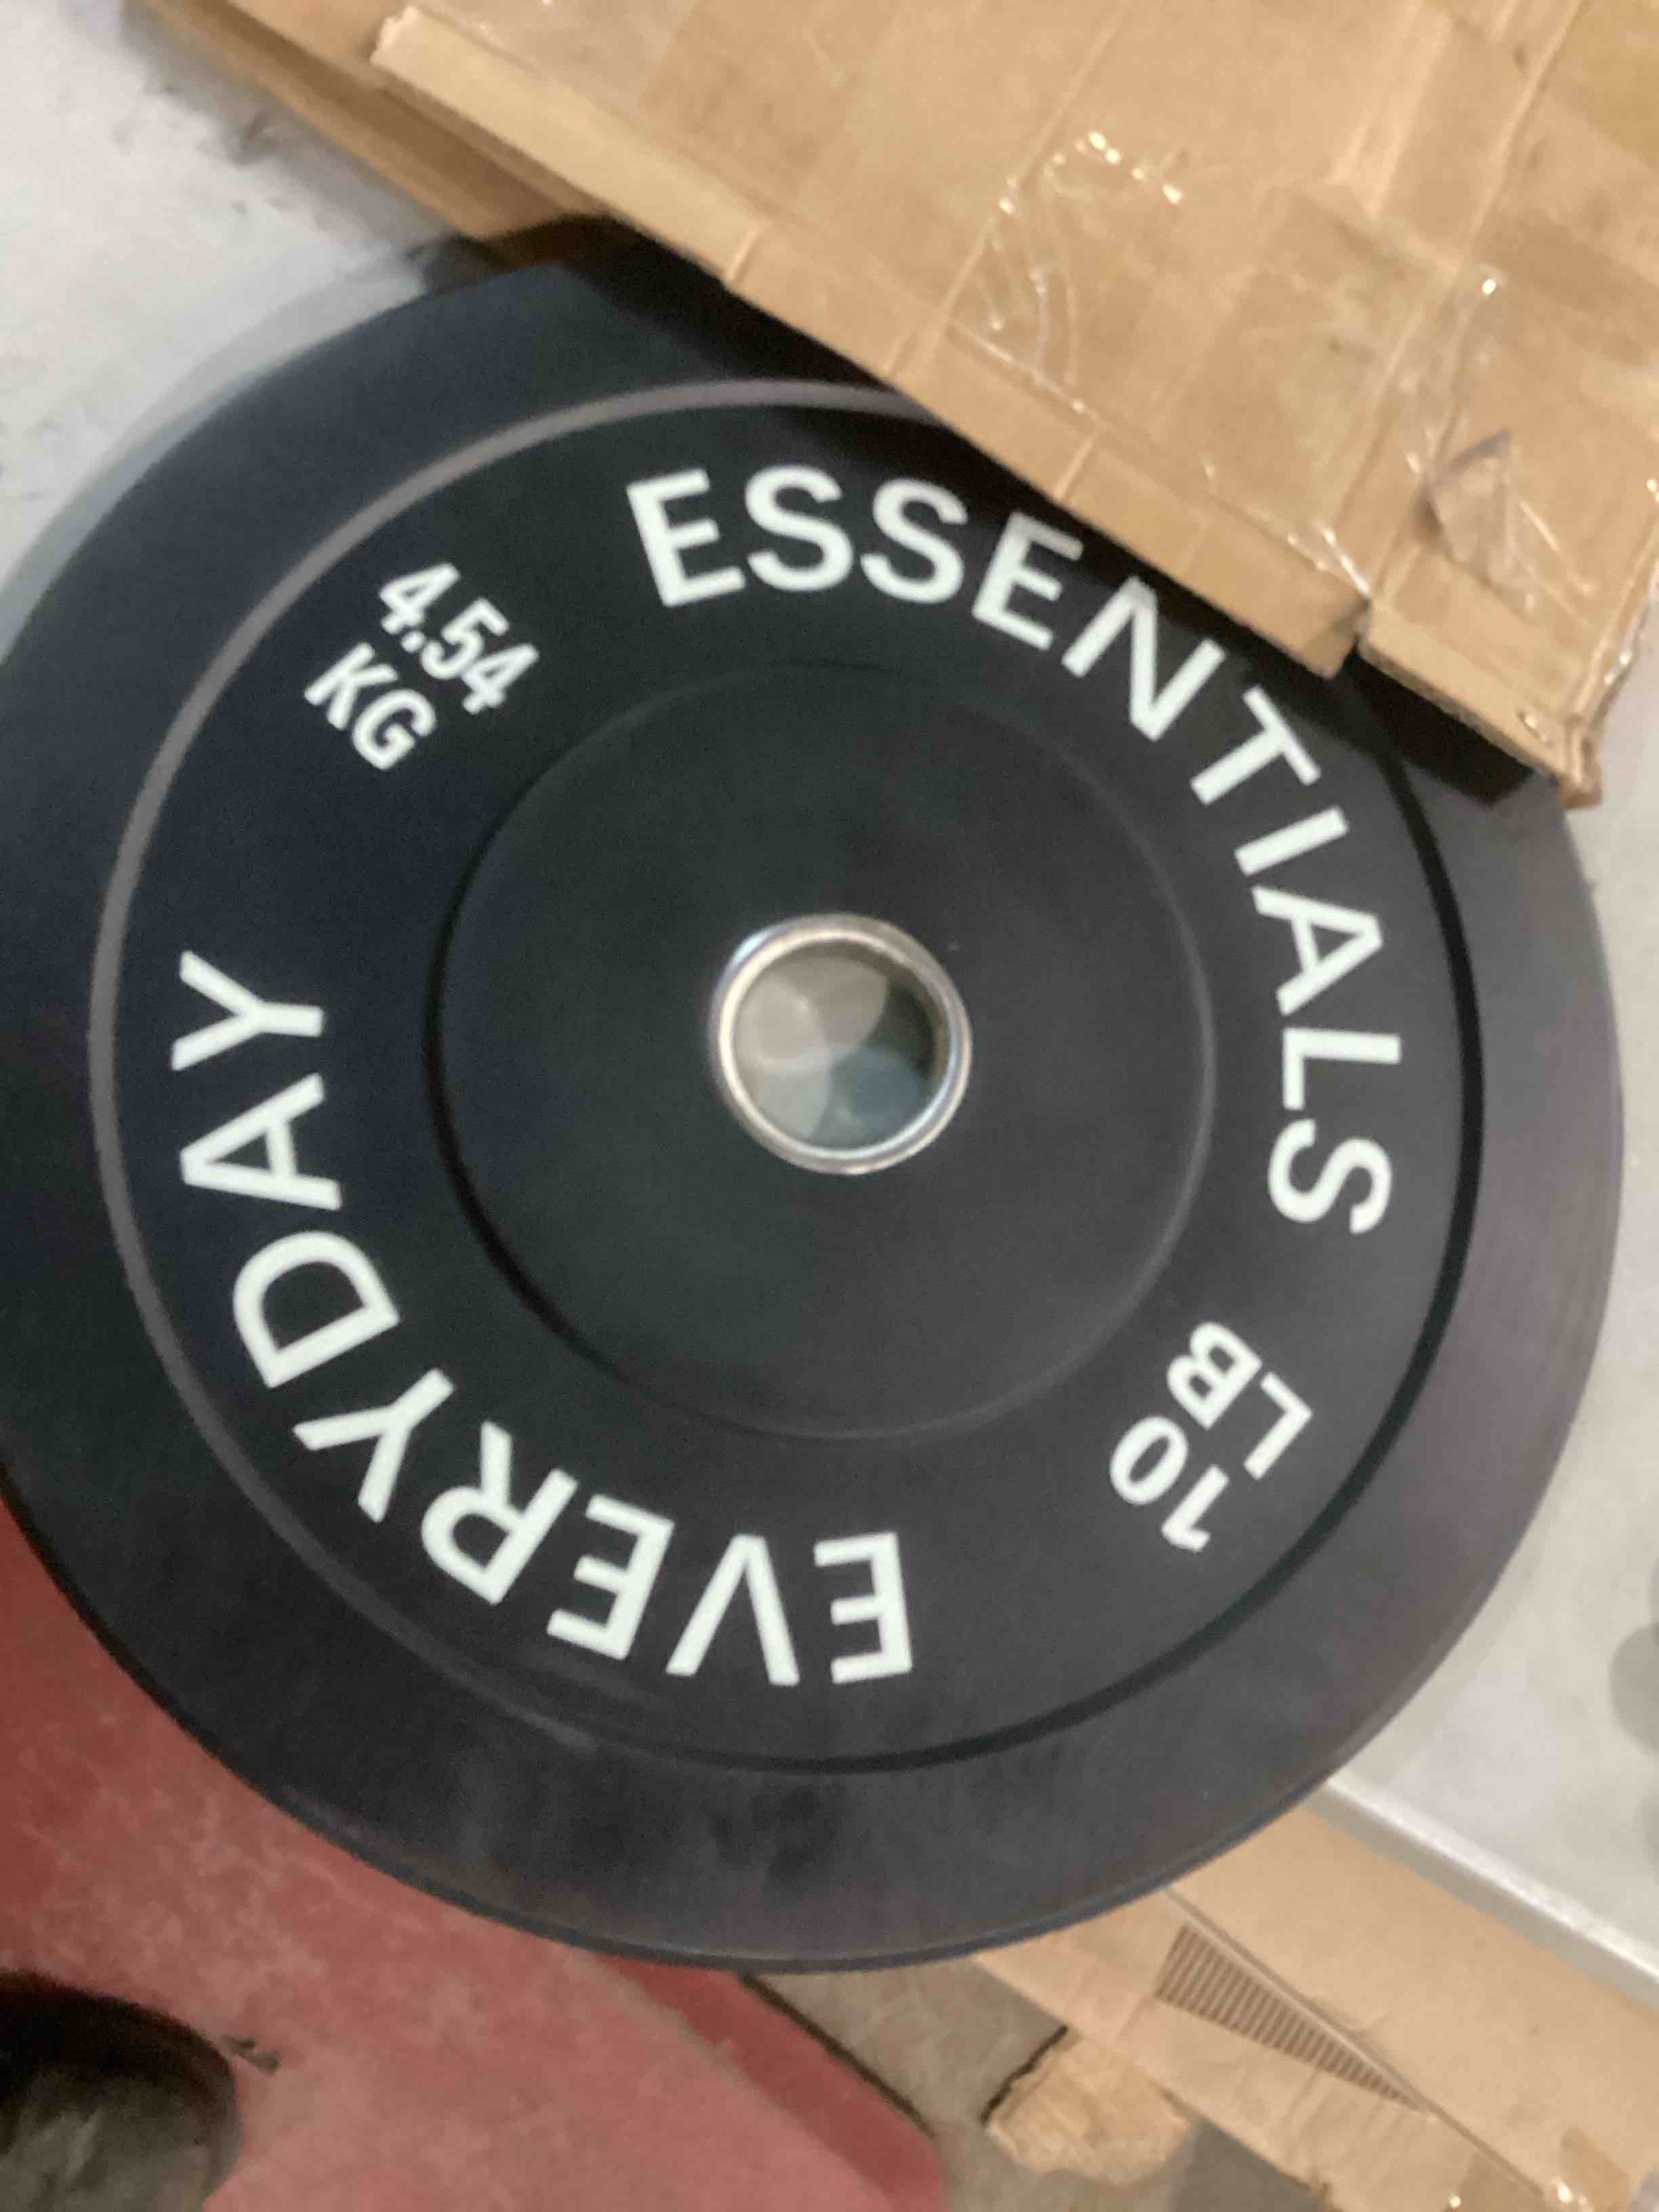 EVERYDAY
ESSENTIALS
10
LB
4.54
KG